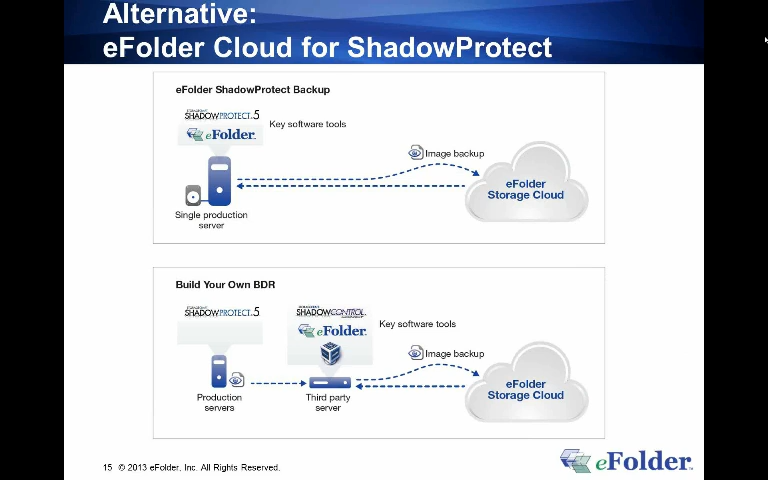 Alternative:
eFolder Cloud for ShadowProtect
eFolder ShadowProtect Backup
SHADOWPROTECT 5
eFolder
Key software tools
Image backup
eFolder
Storage Cloud
Single production
server
Build Your Own BDR
SHADOWPROTECT 5
SHADOWCONTROL
eFolder
Key software tools
Image backup
eFolder
Storage Cloud
Production
servers
Third party
server
15 © 2013 eFolder, Inc. All Rights Reserved.
eFolder